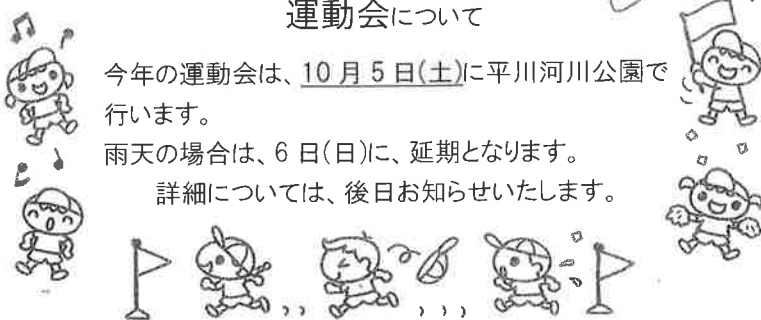 運動会について
今年の運動会は、10月5日(土)に平川河川公園で
行います。
雨天の場合は、6日(日)に、延期となります。
詳細については、後日お知らせいたします。